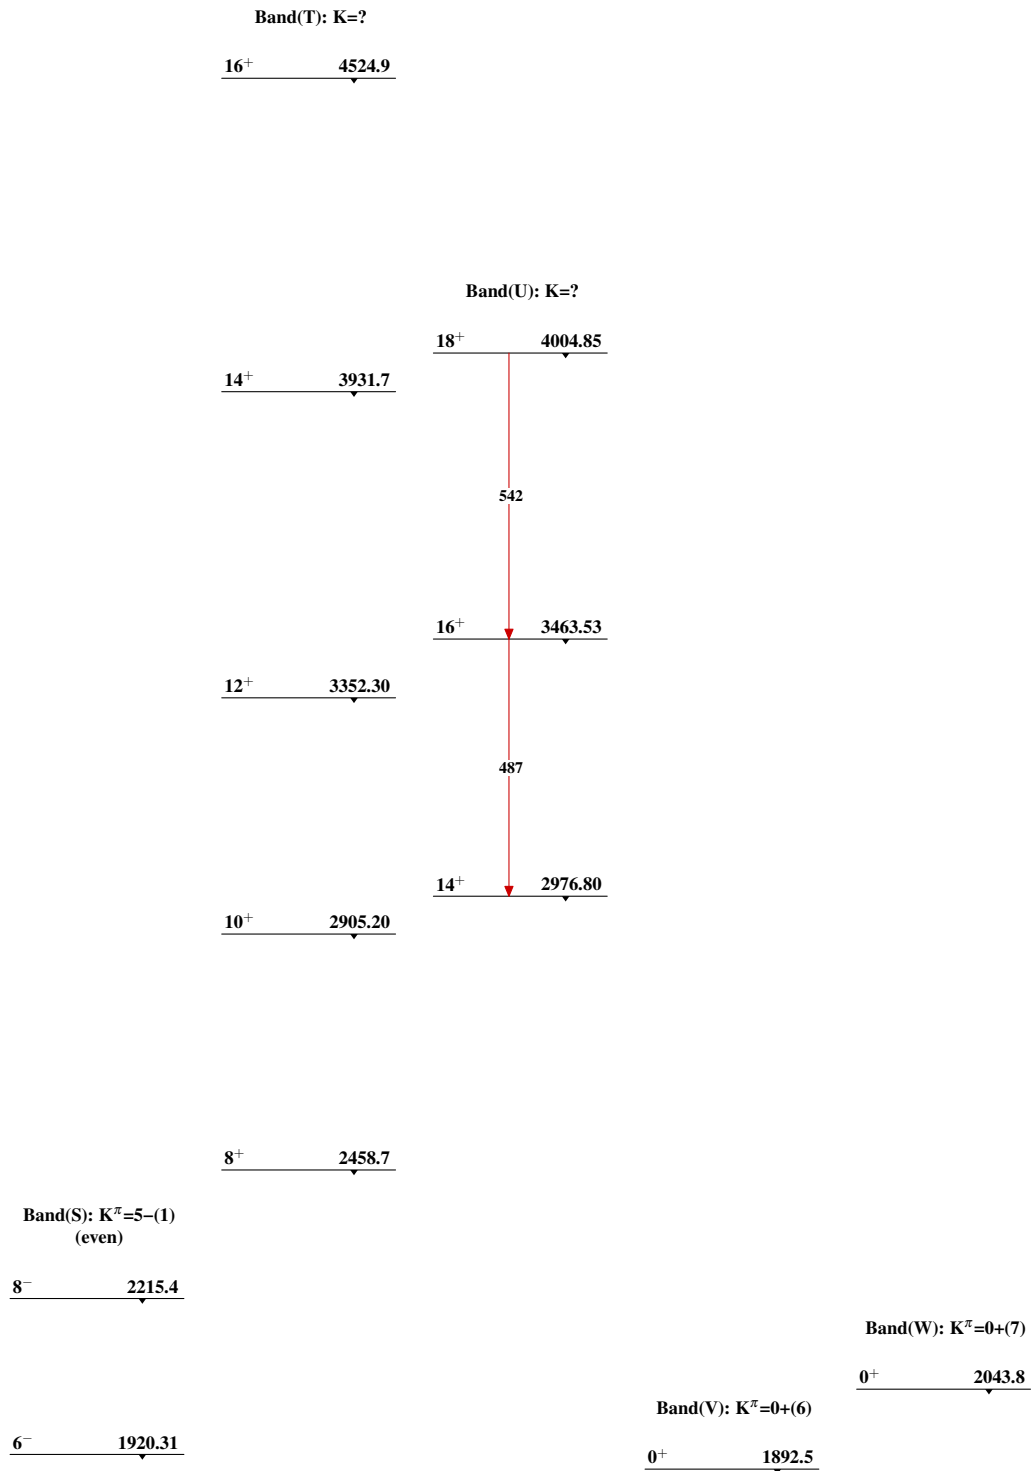 Band(T): K=?
16+ 4524.9
Band(U): K=?
18+ 4004.85
14+ 3931.7
542
16+ 3463.53
12+ 3352.30
487
14+ 2976.80
10+ 2905.20
8+ 2458.7
Band(S): Kπ=5−(1)
(even)
8− 2215.4
Band(W): Kπ=0+(7)
0+ 2043.8
Band(V): Kπ=0+(6)
6− 1920.31
0+ 1892.5